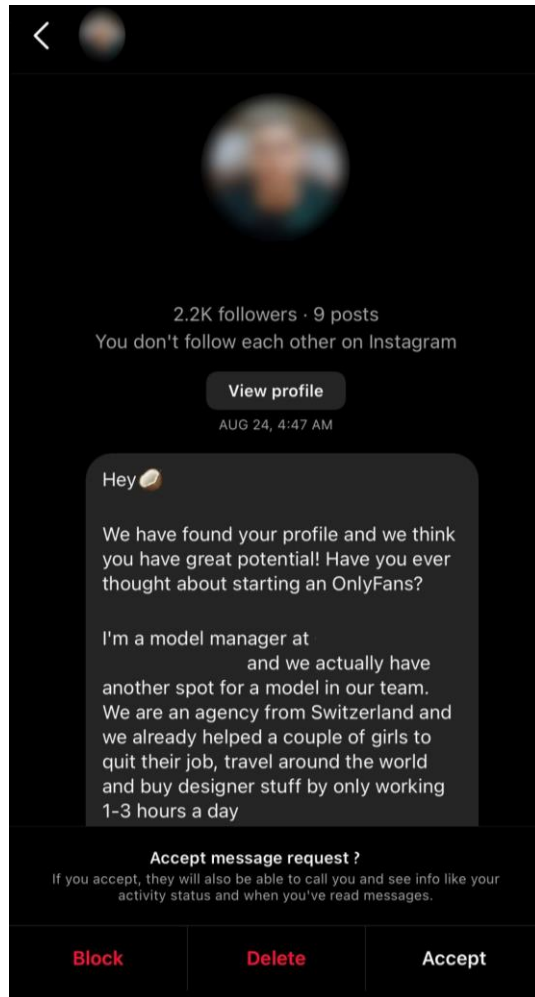 2.2K followers · 9 posts
You don't follow each other on Instagram
View profile
AUG 24, 4:47 AM
Hey🥥
We have found your profile and we think
you have great potential! Have you ever
thought about starting an OnlyFans?
I'm a model manager at
and we actually have
another spot for a model in our team.
We are an agency from Switzerland and
we already helped a couple of girls to
quit their job, travel around the world
and buy designer stuff by only working
1-3 hours a day
Accept message request ?
If you accept, they will also be able to call you and see info like your
activity status and when you've read messages.
Block
Delete
Accept